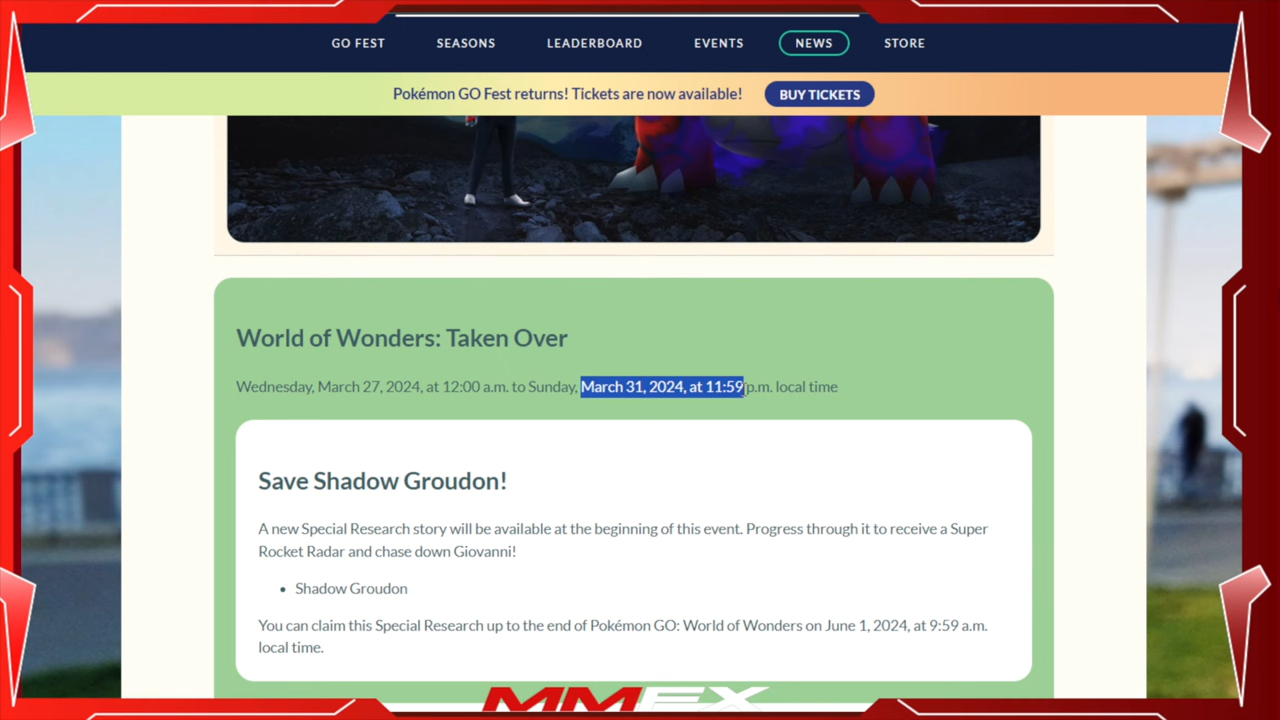 GO FEST SEASONS LEADERBOARD EVENTS NEWS STORE
Pokémon GO Fest returns! Tickets are now available! BUY TICKETS
World of Wonders: Taken Over
Wednesday, March 27, 2024, at 12:00 a.m. to Sunday, March 31, 2024, at 11:59 p.m. local time
Save Shadow Groudon!
A new Special Research story will be available at the beginning of this event. Progress through it to receive a Super
Rocket Radar and chase down Giovanni!
• Shadow Groudon
You can claim this Special Research up to the end of Pokémon GO: World of Wonders on June 1, 2024, at 9:59 a.m.
local time.
MMEX